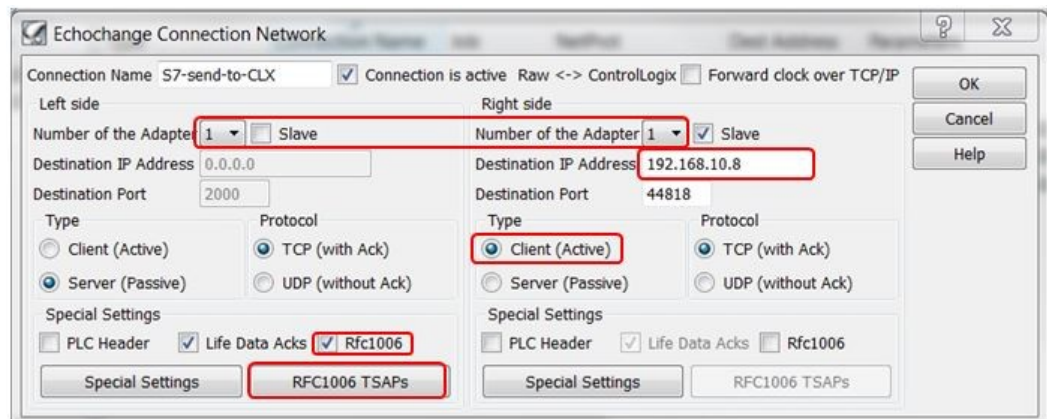 Echochange Connection Network
Connection Name S7-send-to-CLX Connection is active Raw <-> ControlLogix Forward clock over TCP/IP
OK
Left side Right side
Number of the Adapter 1 Slave Number of the Adapter 1 Slave
Cancel
Destination IP Address 0.0.0.0 Destination IP Address 192.168.10.8
Help
Destination Port 2000 Destination Port 44818
Type Protocol Type Protocol
Client (Active) TCP (with Ack) Client (Active) TCP (with Ack)
Server (Passive) UDP (without Ack) Server (Passive) UDP (without Ack)
Special Settings Special Settings
PLC Header Life Data Acks Rfc1006 PLC Header Life Data Acks Rfc1006
Special Settings RFC1006 TSAPs Special Settings RFC1006 TSAPs